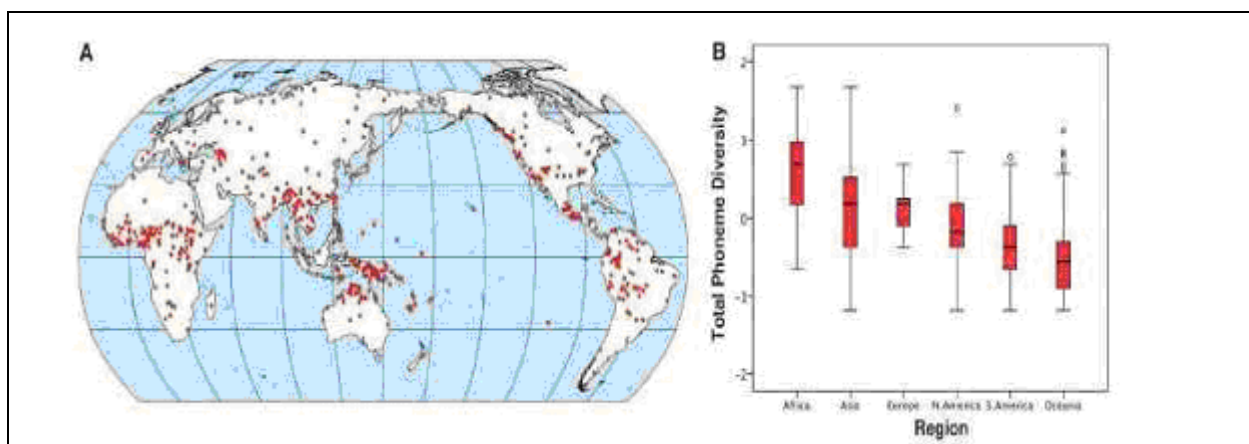 A
B
Total Phoneme Diversity
2
1
0
-1
-2
Africa
Asia
Europe
N.America
S.America
Oceania
Region